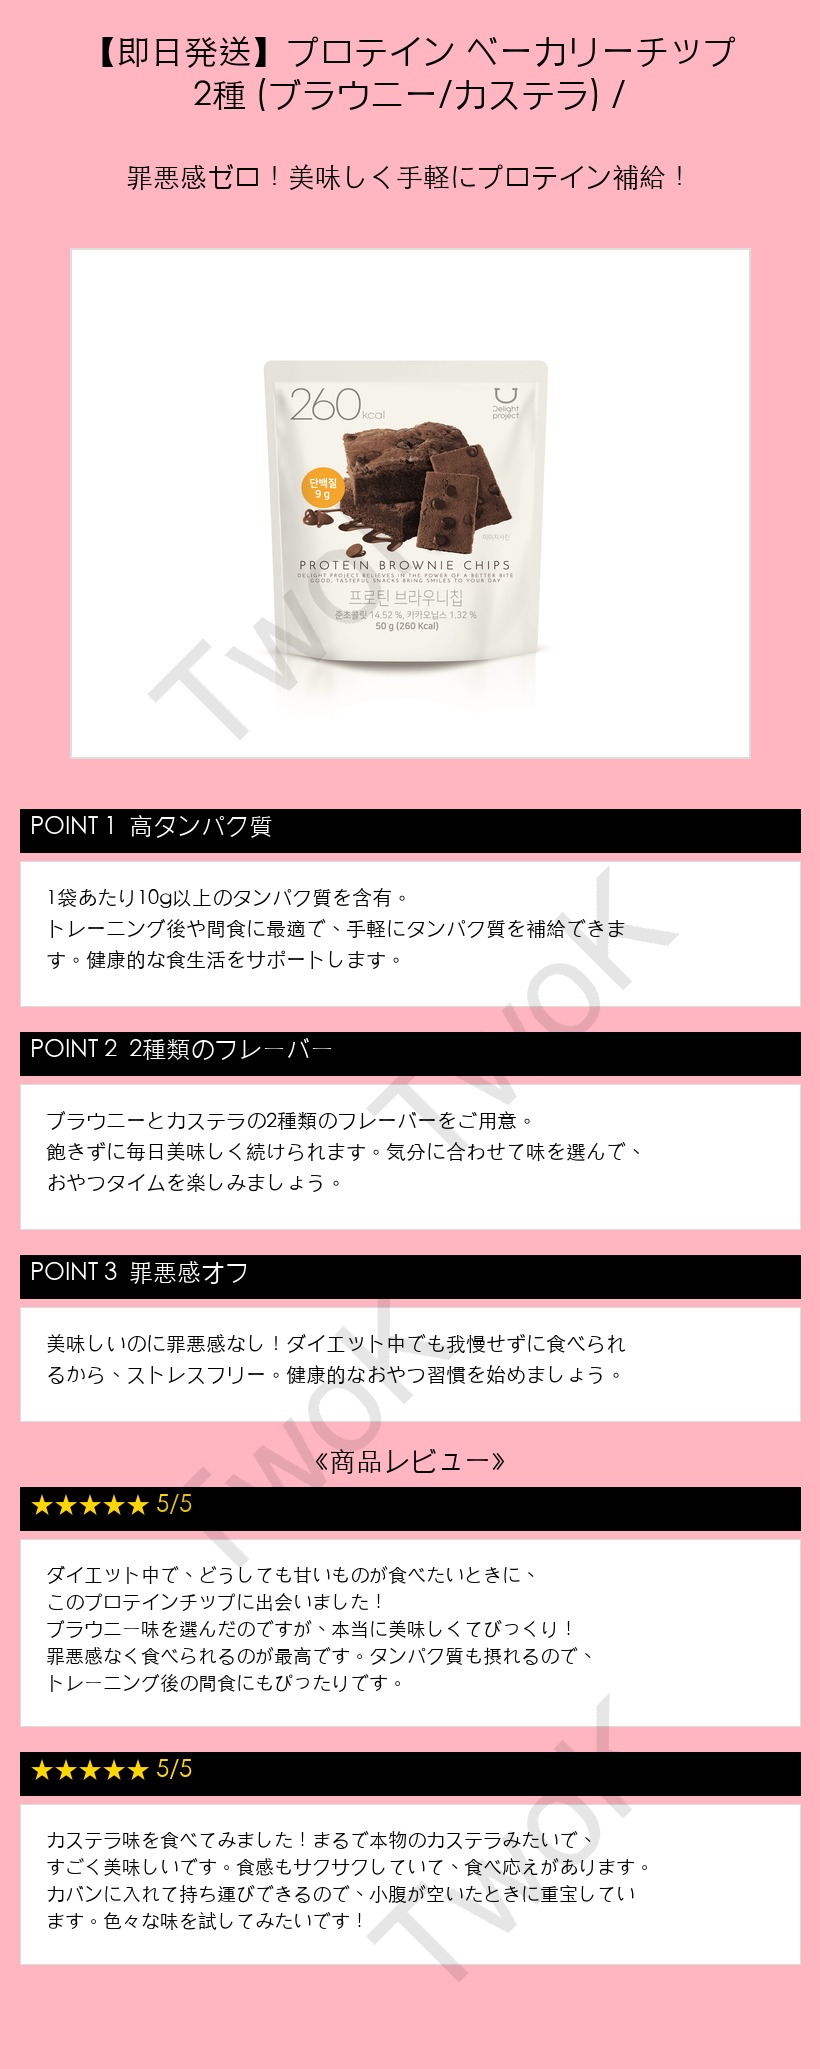 【即日発送】プロテイン ベーカリーチップ
2種 (ブラウニー/カステラ) /
罪悪感ゼロ！美味しく手軽にプロテイン補給！
260kcal
Delight
project
단백질
9 g
이미지사진
PROTEIN BROWNIE CHIPS
DELIGHT PROJECT BELIEVES IN THE POWER OF A BETTER BITE
GOOD, TASTEFUL SNACKS BRING SMILES TO YOUR DAY
프로틴 브라우니칩
준초콜릿 14.52 %, 카카오닙스 1.32 %
50 g (260 Kcal)
TwoK
POINT 1 高タンパク質
1袋あたり10g以上のタンパク質を含有。
トレーニング後や間食に最適で、手軽にタンパク質を補給できま
す。健康的な食生活をサポートします。
TwoK
POINT 2 2種類のフレーバー
ブラウニーとカステラの2種類のフレーバーをご用意。
飽きずに毎日美味しく続けられます。気分に合わせて味を選んで、
おやつタイムを楽しみましょう。
POINT 3 罪悪感オフ
美味しいのに罪悪感なし！ダイエット中でも我慢せずに食べられ
るから、ストレスフリー。健康的なおやつ習慣を始めましょう。
TwoK
《商品レビュー》
★★★★★ 5/5
ダイエット中で、どうしても甘いものが食べたいときに、
このプロテインチップに出会いました！
ブラウニー味を選んだのですが、本当に美味しくてびっくり！
罪悪感なく食べられるのが最高です。タンパク質も摂れるので、
トレーニング後の間食にもぴったりです。
★★★★★ 5/5
TwoK
カステラ味を食べてみました！まるで本物のカステラみたいで、
すごく美味しいです。食感もサクサクしていて、食べ応えがあります。
カバンに入れて持ち運びできるので、小腹が空いたときに重宝してい
ます。色々な味を試してみたいです！